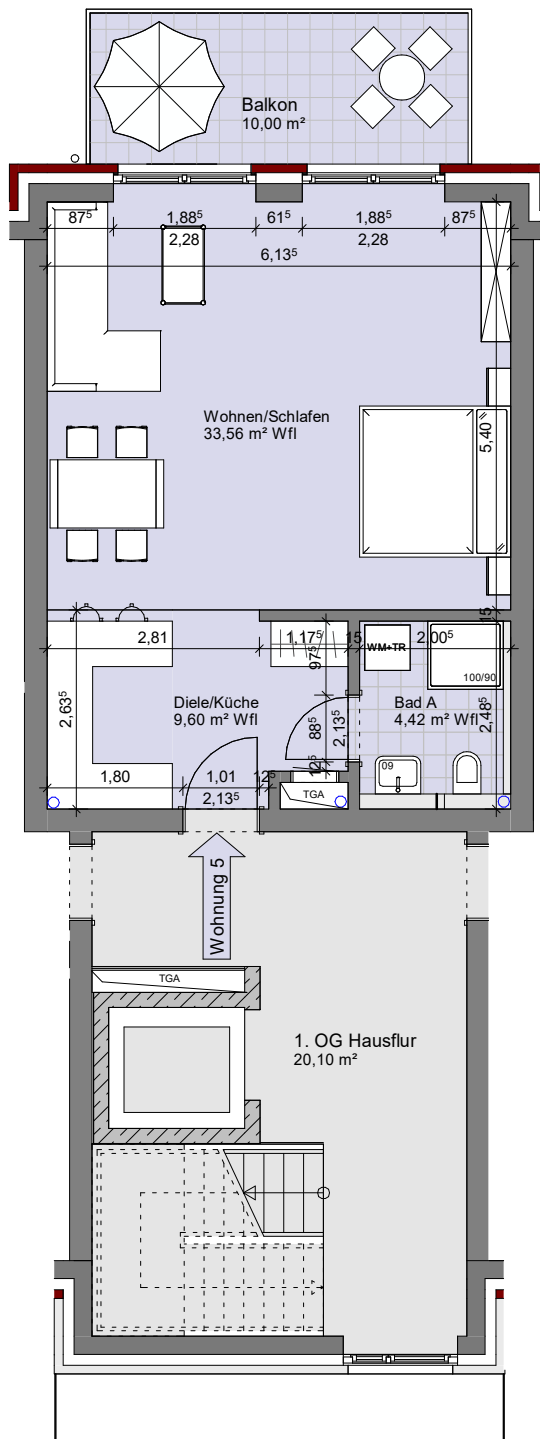 Balkon
10,00 m²
87⁵ 1,88⁵ 61⁵ 1,88⁵ 87⁵
2,28 2,28
6,13⁵
Wohnen/Schlafen
33,56 m² Wfl
5,40
15
2,81 1,17⁵ 15 2,00⁵
WM+TR
97⁵
100/90
2,63⁵
Diele/Küche
9,60 m² Wfl
88⁵
2,13⁵
Bad A
4,42 m² Wfl
2,48⁵
12⁵
09
1,80 1,01 12⁵
2,13⁵
TGA
Wohnung 5
TGA
1. OG Hausflur
20,10 m²